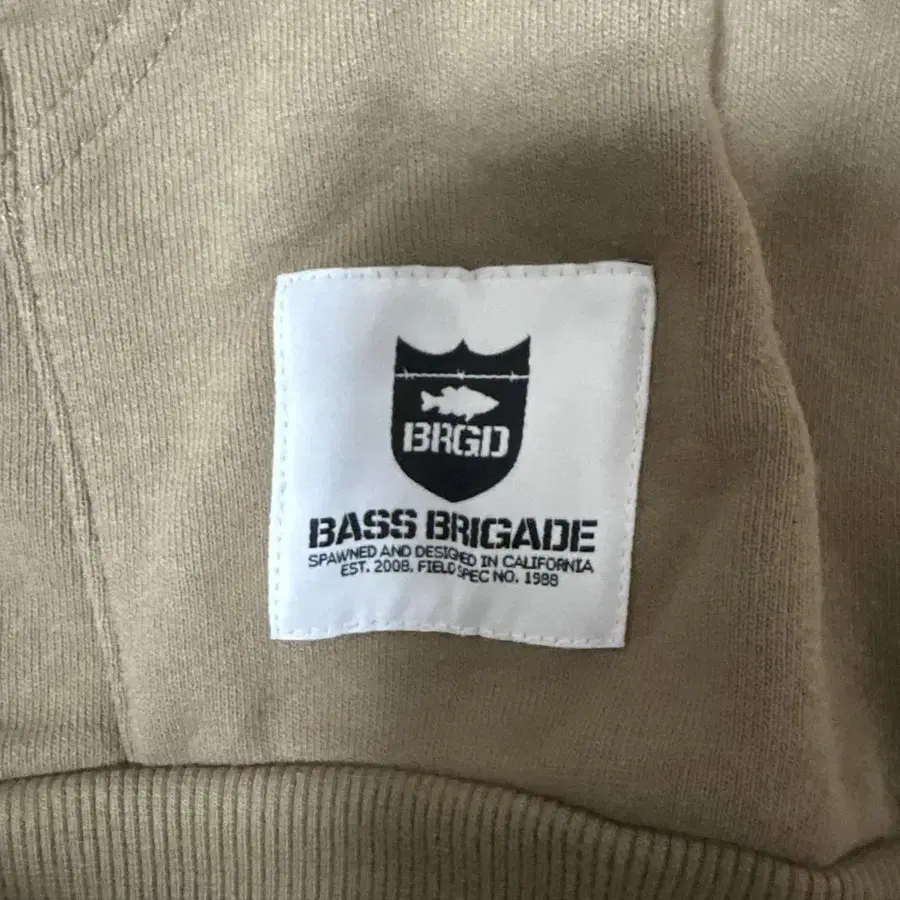 BRGD
BASS BRIGADE
SPAWNED AND DESIGNED IN CALIFORNIA
EST. 2008. FIELD SPEC NO. 1988